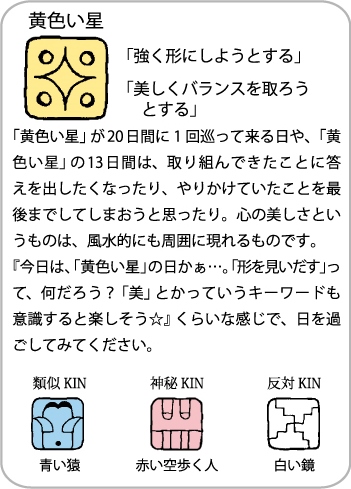 黄色い星
「強く形にしようとする」
「美しくバランスを取ろう
とする」
「黄色い星」が20日間に1回巡って来る日や、「黄
色い星」の13日間は、取り組んできたことに答
えを出したくなったり、やりかけていたことを最
後までしてしまおうと思ったり。心の美しさとい
うものは、風水的にも周囲に現れるものです。
『今日は、「黄色い星」の日かぁ…。「形を見いだす」っ
て、何だろう?「美」とかっていうキーワードも
意識すると楽しそう☆』くらいな感じで、日を過
ごしてみてください。
類似 KIN 神秘 KIN 反対 KIN
青い猿 赤い空歩く人 白い鏡